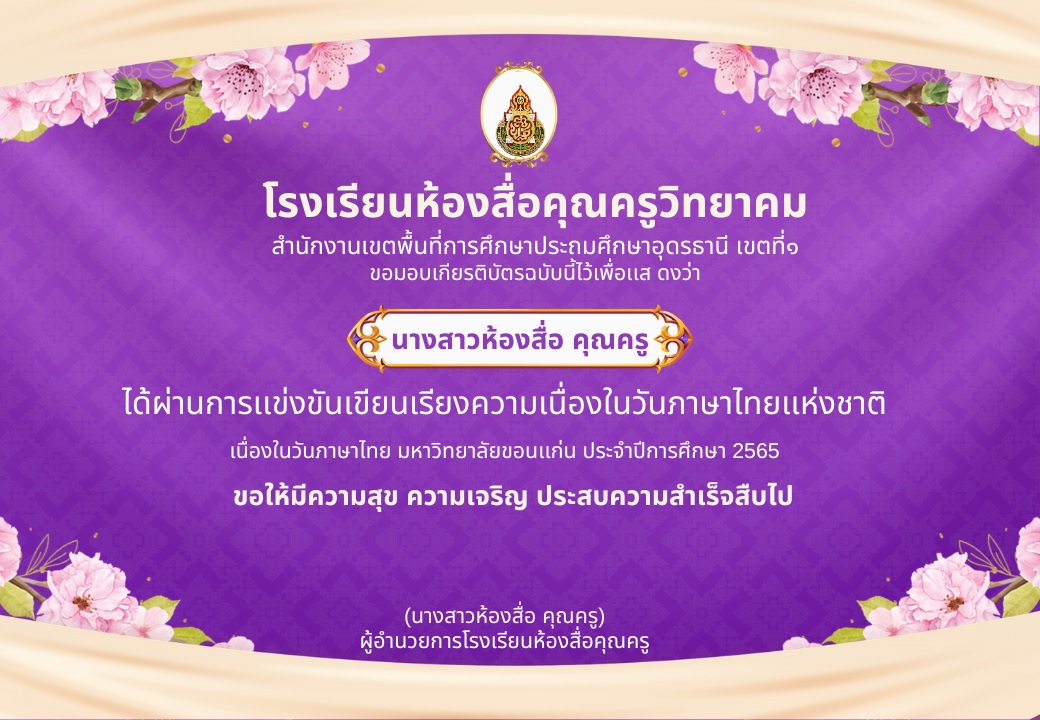 โรงเรียนห้องสื่อคุณครูวิทยาคม
สำนักงานเขตพื้นที่การศึกษาประถมศึกษาอุดรธานี เขตที่๑
ขอมอบเกียรติบัตรฉบับนี้ไว้เพื่อแส ดงว่า
นางสาวห้องสื่อ คุณครู
ได้ผ่านการแข่งขันเขียนเรียงความเนื่องในวันภาษาไทยแห่งชาติ
เนื่องในวันภาษาไทย มหาวิทยาลัยขอนแก่น ประจำปีการศึกษา 2565
ขอให้มีความสุข ความเจริญ ประสบความสำเร็จสืบไป
(นางสาวห้องสื่อ คุณครู)
ผู้อำนวยการโรงเรียนห้องสื่อคุณครู